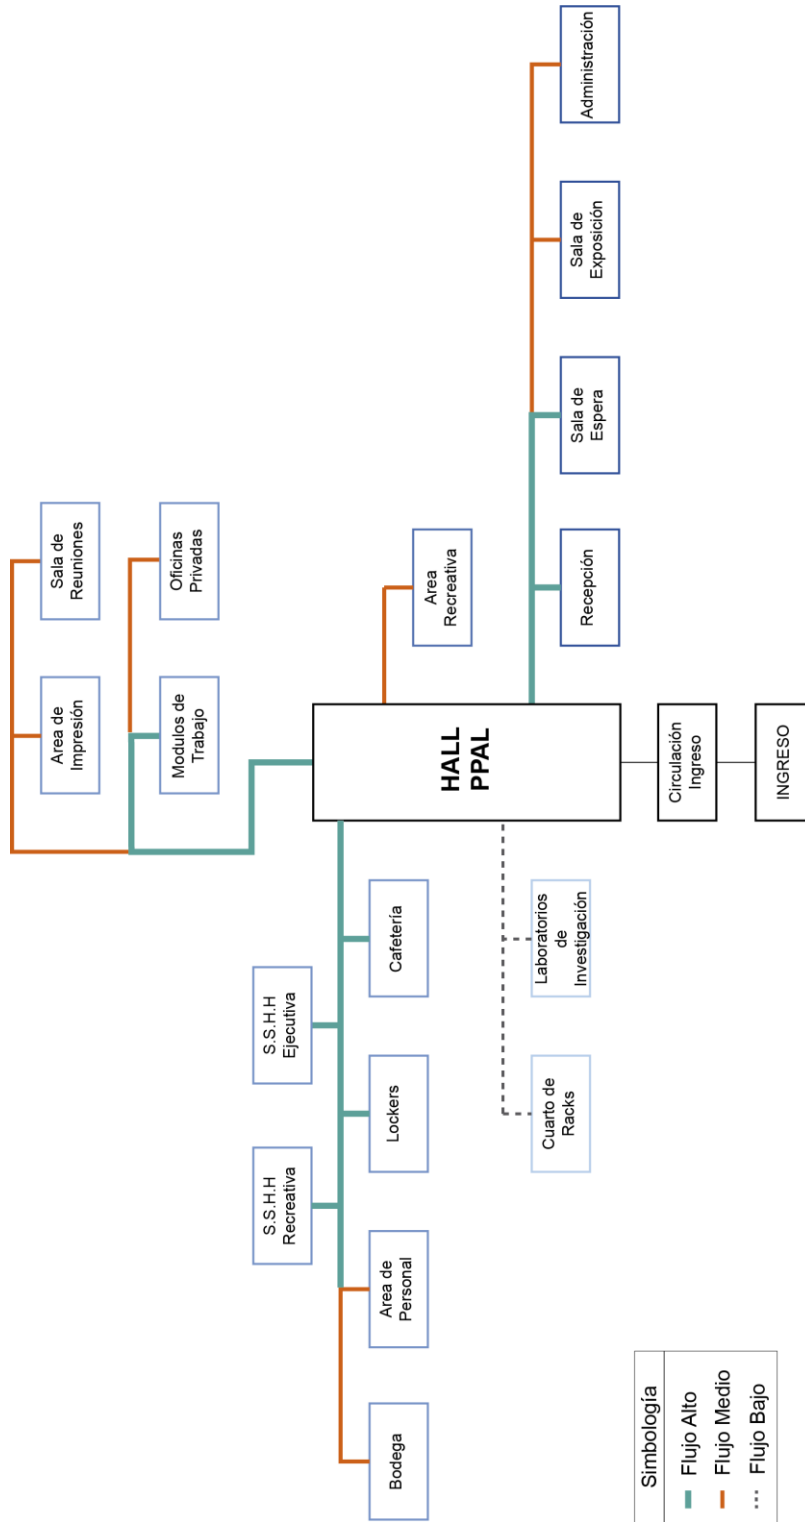 Sala de
Reuniones
Area de
Impresión
Oficinas
Privadas
Modulos de
Trabajo
S.S.H.H
Recreativa
S.S.H.H
Ejecutiva
HALL
PPAL
Area
Recreativa
Bodega
Area de
Personal
Lockers
Cafetería
Cuarto de
Racks
Laboratorios
de
Investigación
Recepción
Sala de
Espera
Sala de
Exposición
Administración
Circulación
Ingreso
INGRESO
Simbología
Flujo Alto
Flujo Medio
Flujo Bajo